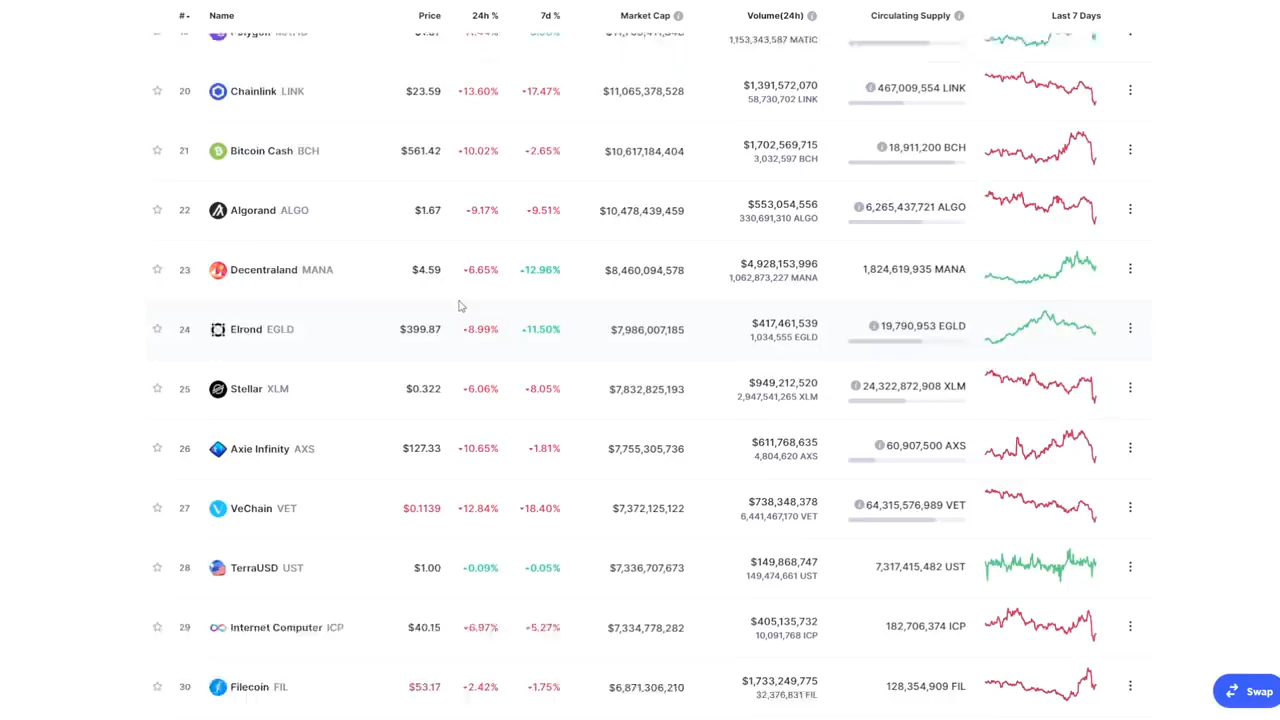 # Name Price 24h % 7d % Market Cap Volume(24h) Circulating Supply Last 7 Days
1,153,343,587 MATIC
20 Chainlink LINK $23.59 13.60% 17.47% $11,065,378,528 $1,391,572,070 467,009,554 LINK
58,730,702 LINK
21 Bitcoin Cash BCH $561.42 10.02% 2.65% $10,617,184,404 $1,702,569,715 18,911,200 BCH
3,032,597 BCH
22 Algorand ALGO $1.67 9.17% 9.51% $10,478,439,459 $553,054,556 6,265,437,721 ALGO
330,691,310 ALGO
23 Decentraland MANA $4.59 6.65% 12.96% $8,460,094,578 $4,928,153,996 1,824,619,935 MANA
1,062,873,227 MANA
24 Elrond EGLD $399.87 8.99% 11.50% $7,986,007,185 $417,461,539 19,790,953 EGLD
1,034,555 EGLD
25 Stellar XLM $0.322 6.06% 8.05% $7,832,825,193 $949,212,520 24,322,872,908 XLM
2,947,541,265 XLM
26 Axie Infinity AXS $127.33 10.65% 1.81% $7,755,305,736 $611,768,635 60,907,500 AXS
4,804,620 AXS
27 VeChain VET $0.1139 12.84% 18.40% $7,372,125,122 $738,348,378 64,315,576,989 VET
6,441,467,170 VET
28 TerraUSD UST $1.00 0.09% 0.05% $7,336,707,673 $149,868,747 7,317,415,482 UST
149,474,661 UST
29 Internet Computer ICP $40.15 6.97% 5.27% $7,334,778,282 $405,135,732 182,706,374 ICP
10,091,768 ICP
30 Filecoin FIL $53.17 2.42% 1.75% $6,871,306,210 $1,733,249,775 128,354,909 FIL
32,376,831 FIL
Swap